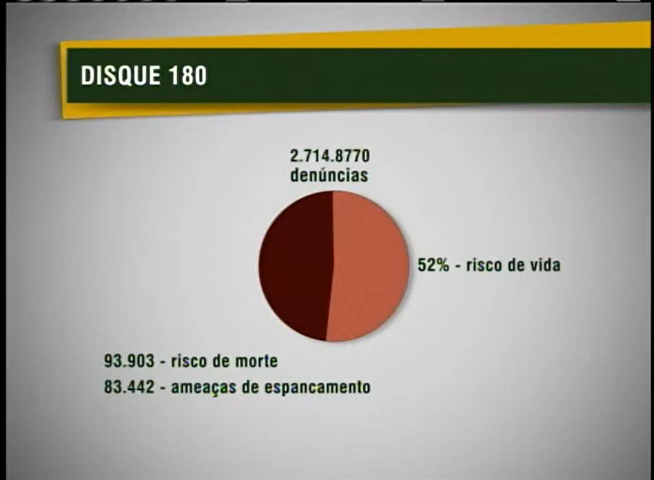 DISQUE 180
2.714.8770
denúncias
52% - risco de vida
93.903 - risco de morte
83.442 - ameaças de espancamento